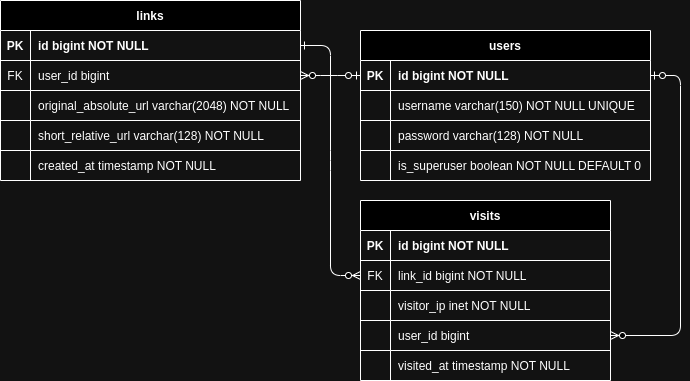 links
PK id bigint NOT NULL
FK user_id bigint
original_absolute_url varchar(2048) NOT NULL
short_relative_url varchar(128) NOT NULL
created_at timestamp NOT NULL
users
PK id bigint NOT NULL
username varchar(150) NOT NULL UNIQUE
password varchar(128) NOT NULL
is_superuser boolean NOT NULL DEFAULT 0
visits
PK id bigint NOT NULL
FK link_id bigint NOT NULL
visitor_ip inet NOT NULL
user_id bigint
visited_at timestamp NOT NULL